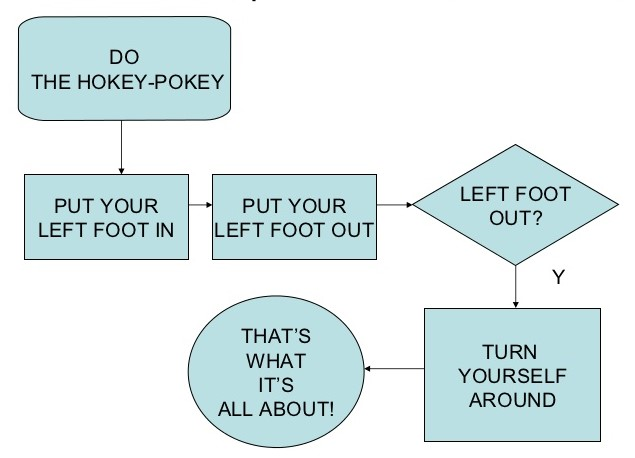 DO
THE HOKEY-POKEY
PUT YOUR
LEFT FOOT IN
PUT YOUR
LEFT FOOT OUT
LEFT FOOT
OUT?
Y
TURN
YOURSELF
AROUND
THAT'S
WHAT
IT'S
ALL ABOUT!